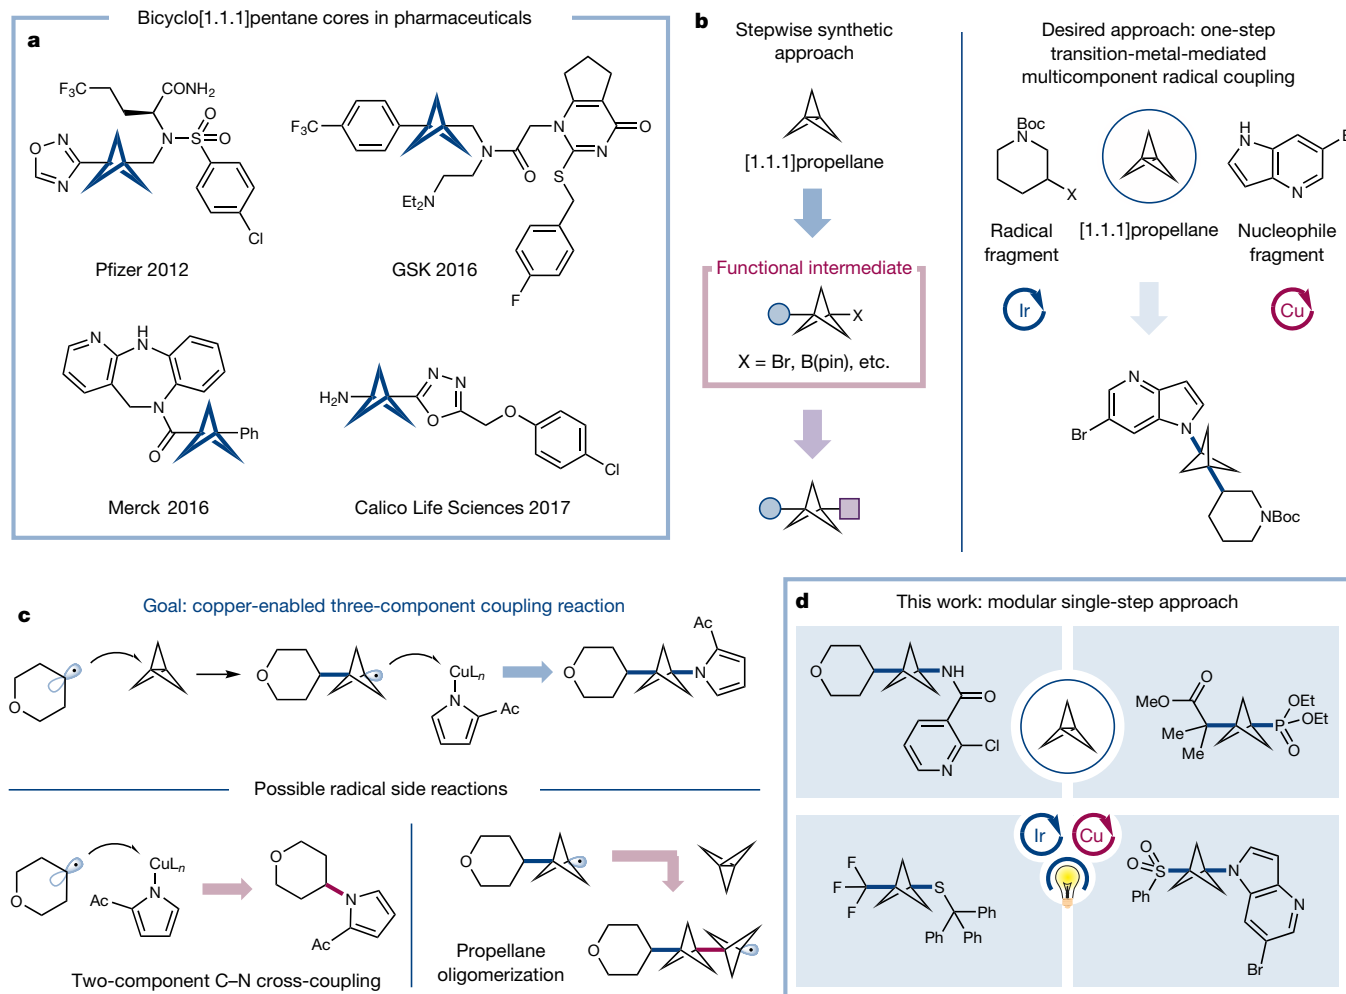 Bicyclo[1.1.1]pentane cores in pharmaceuticals
a
F3C
CONH2
O
N
N
N
S
O
O
Cl
Pfizer 2012
F3C
N
O
Et2N
N
O
N
S
F
GSK 2016
N
H
N
N
O
Ph
Merck 2016
H2N
N
N
O
O
Cl
Calico Life Sciences 2017
b
Stepwise synthetic
approach
[1.1.1]propellane
Functional intermediate
X
X = Br, B(pin), etc.
Desired approach: one-step
transition-metal-mediated
multicomponent radical coupling
Boc
N
X
H
N
N
Radical
fragment
[1.1.1]propellane
Nucleophile
fragment
Ir
Cu
N
Br
N
NBoc
c
Goal: copper-enabled three-component coupling reaction
O
O
CuLn
N
Ac
O
N
Ac
Possible radical side reactions
O
CuLn
N
Ac
O
N
Ac
Two-component C–N cross-coupling
O
Propellane
oligomerization
O
d
This work: modular single-step approach
O
NH
O
Cl
N
MeO
O
Me
Me
P
OEt
OEt
O
Ir
Cu
F
F
F
S
Ph
Ph
Ph
O
O
S
Ph
N
N
Br